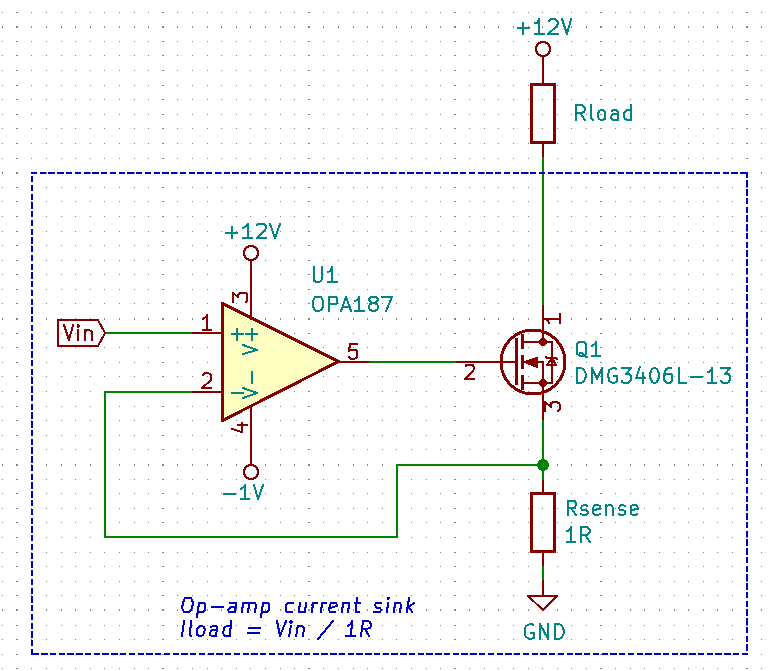 +12V
Rload
+12V
U1
OPA187
3
Vin
1
V+
5
1
Q1
DMG3406L-13
2
2
V-
4
3
-1V
Rsense
1R
Op-amp current sink
Iload = Vin / 1R
GND